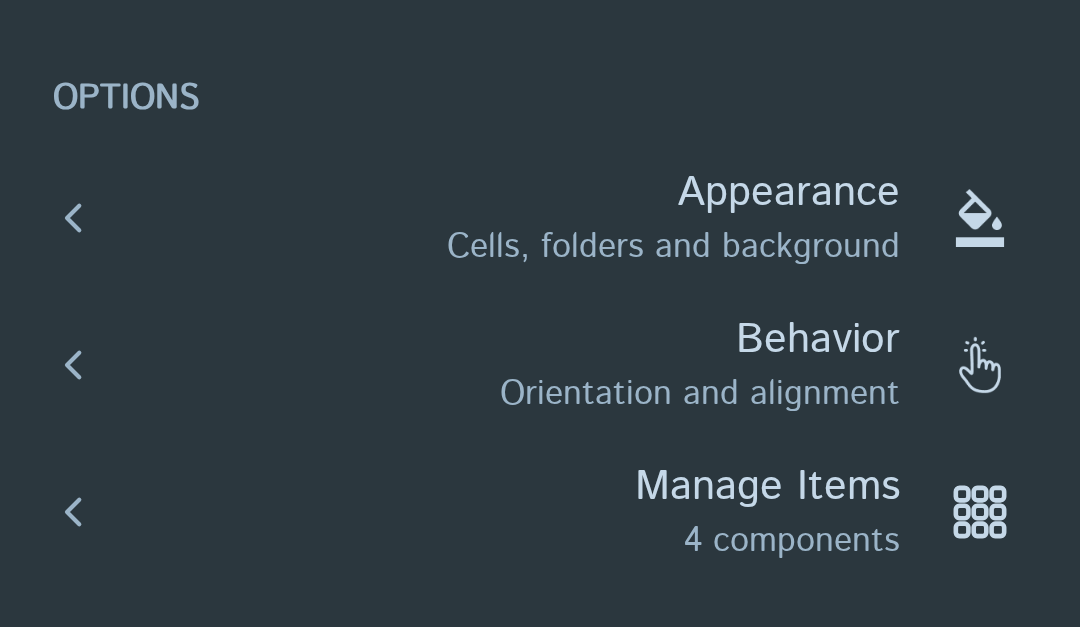 OPTIONS
Appearance
Cells, folders and background
Behavior
Orientation and alignment
Manage Items
4 components